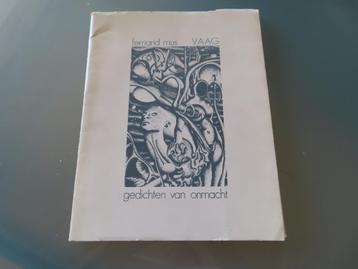 fernand mus VAAG
gedichten van onmacht